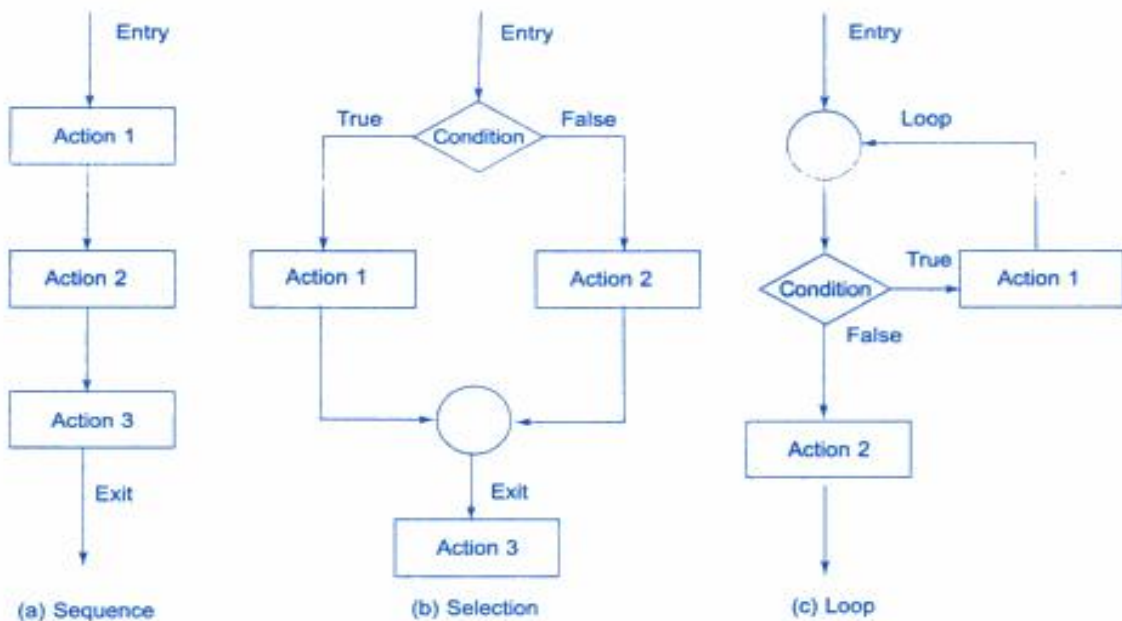 Entry
Action 1
Action 2
Action 3
Exit
(a) Sequence
Entry
True
Condition
False
Action 1
Action 2
Exit
Action 3
(b) Selection
Entry
Loop
Condition
True
Action 1
False
Action 2
(c) Loop